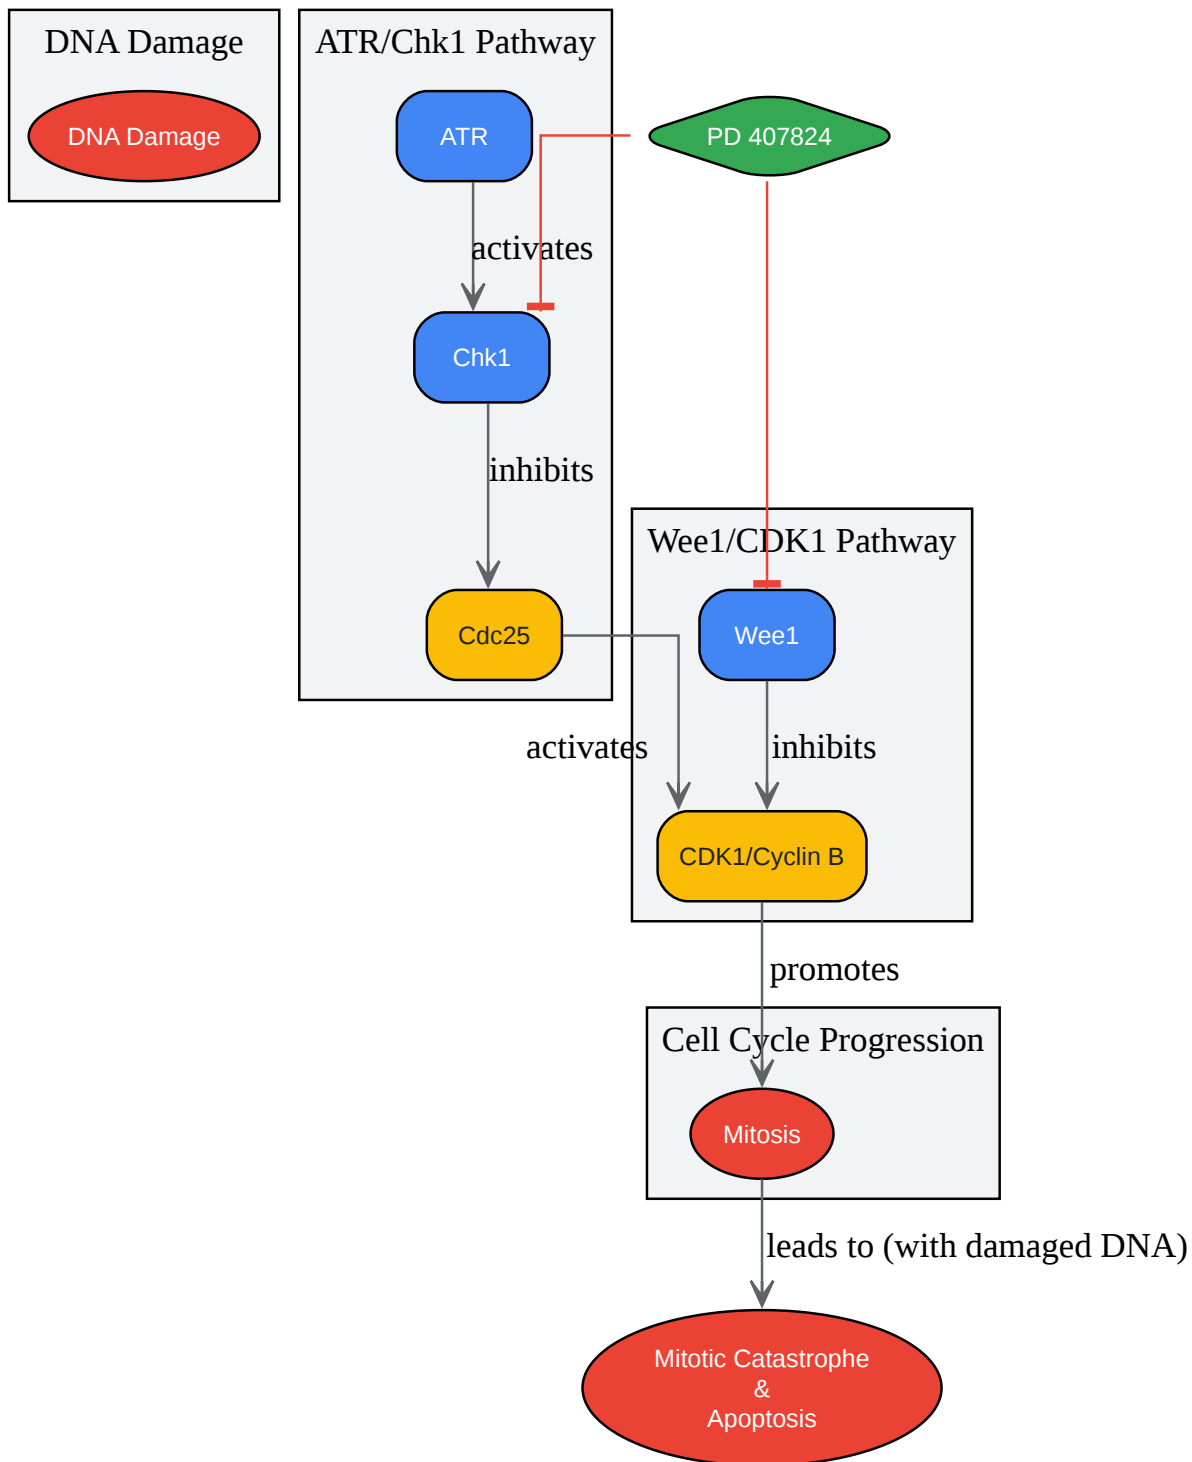 DNA Damage
DNA Damage
ATR/Chk1 Pathway
ATR
PD 407824
activates
Chk1
inhibits
Wee1/CDK1 Pathway
Cdc25
Wee1
activates
inhibits
CDK1/Cyclin B
promotes
Cell Cycle Progression
Mitosis
leads to (with damaged DNA)
Mitotic Catastrophe
&
Apoptosis